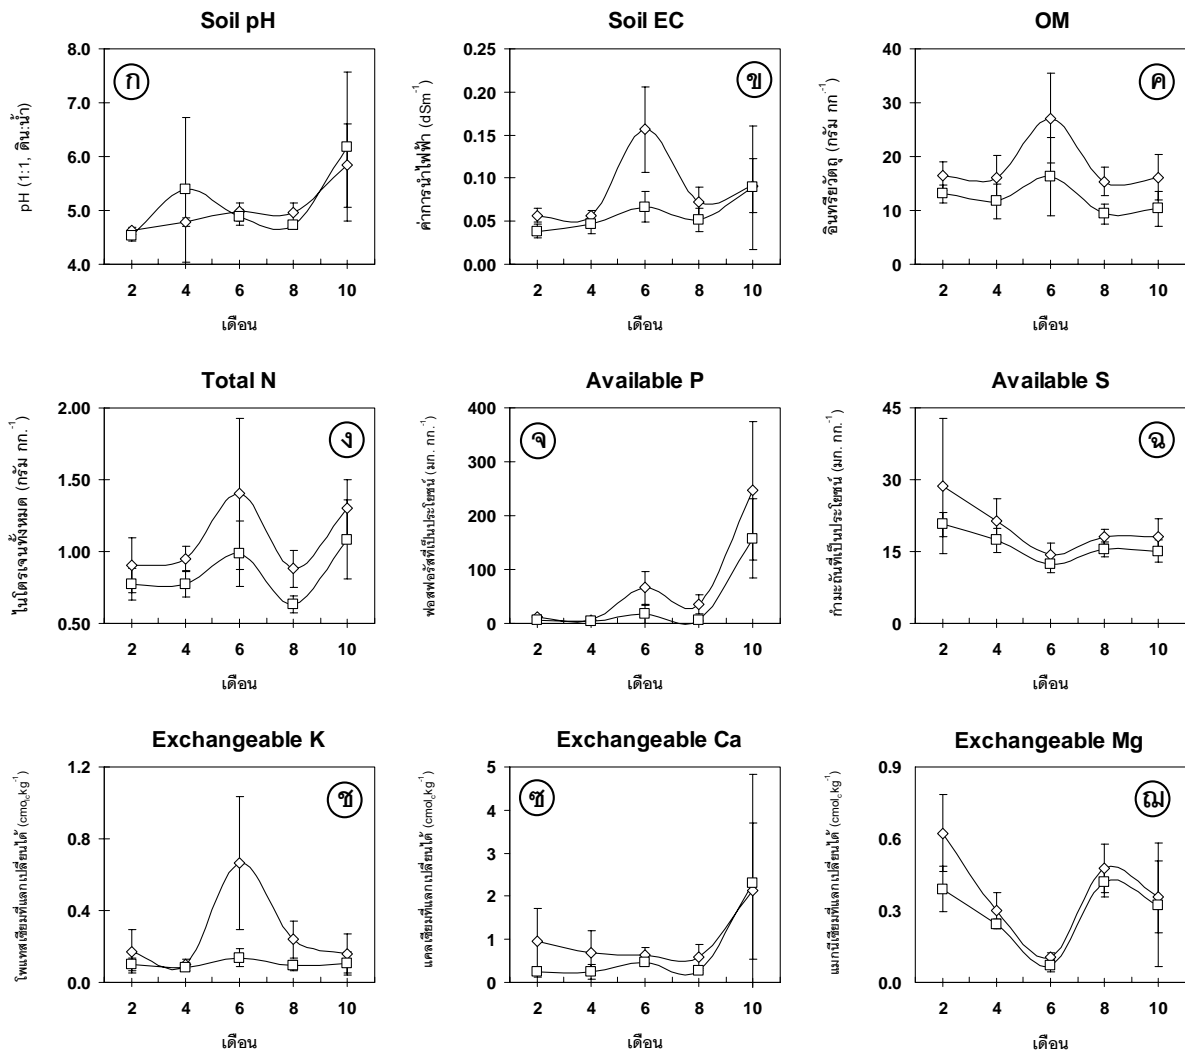 Soil pH
Soil EC
OM
pH (1:1, ดิน:น้ำ)
8.0
7.0
6.0
5.0
4.0
ก
2 4 6 8 10
เดือน
ค่าการนำไฟฟ้า (dSm-1)
0.25
0.20
0.15
0.10
0.05
0.00
ข
2 4 6 8 10
เดือน
อินทรียวัตถุ (กรัม กก-1)
40
30
20
10
0
ค
2 4 6 8 10
เดือน
Total N
Available P
Available S
ไนโตรเจนทั้งหมด (กรัม กก.-1)
2.00
1.50
1.00
0.50
ง
2 4 6 8 10
เดือน
ฟอสฟอรัสที่เป็นประโยชน์ (มก. กก.-1)
400
300
200
100
0
จ
2 4 6 8 10
เดือน
กำมะถันที่เป็นประโยชน์ (มก. กก.-1)
45
30
15
0
ฉ
2 4 6 8 10
เดือน
Exchangeable K
Exchangeable Ca
Exchangeable Mg
โพแทสเซียมที่แลกเปลี่ยนได้ (cmolckg-1)
1.2
0.8
0.4
0.0
ช
2 4 6 8 10
เดือน
แคลเซียมที่แลกเปลี่ยนได้ (cmolckg-1)
5
4
3
2
1
0
ซ
2 4 6 8 10
เดือน
แมกนีเซียมที่แลกเปลี่ยนได้ (cmolckg-1)
0.9
0.6
0.3
0.0
ฌ
2 4 6 8 10
เดือน